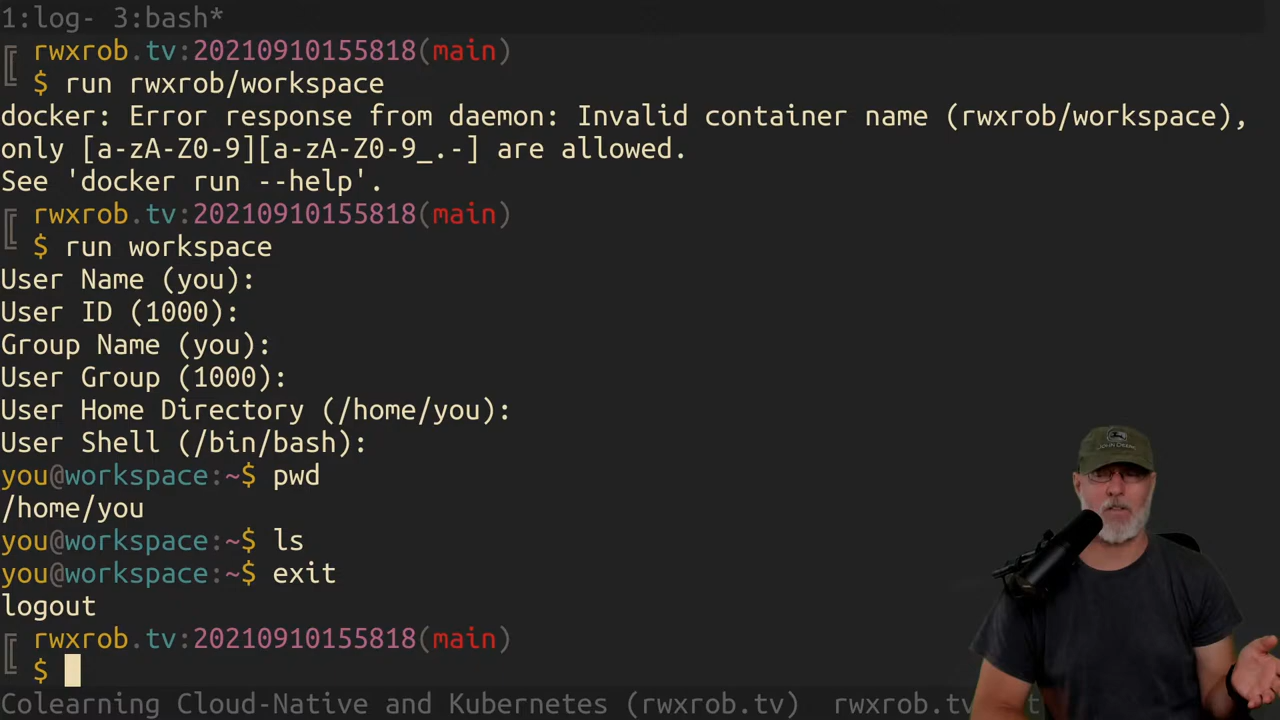 1:log- 3:bash*
rwxrob.tv:20210910155818(main)
$ run rwxrob/workspace
docker: Error response from daemon: Invalid container name (rwxrob/workspace),
only [a-zA-Z0-9][a-zA-Z0-9_.-] are allowed.
See 'docker run --help'.
rwxrob.tv:20210910155818(main)
$ run workspace
User Name (you):
User ID (1000):
Group Name (you):
User Group (1000):
User Home Directory (/home/you):
User Shell (/bin/bash):
you@workspace:~$ pwd
/home/you
you@workspace:~$ ls
you@workspace:~$ exit
logout
rwxrob.tv:20210910155818(main)
$
Colearning Cloud-Native and Kubernetes (rwxrob.tv) rwxrob.tv